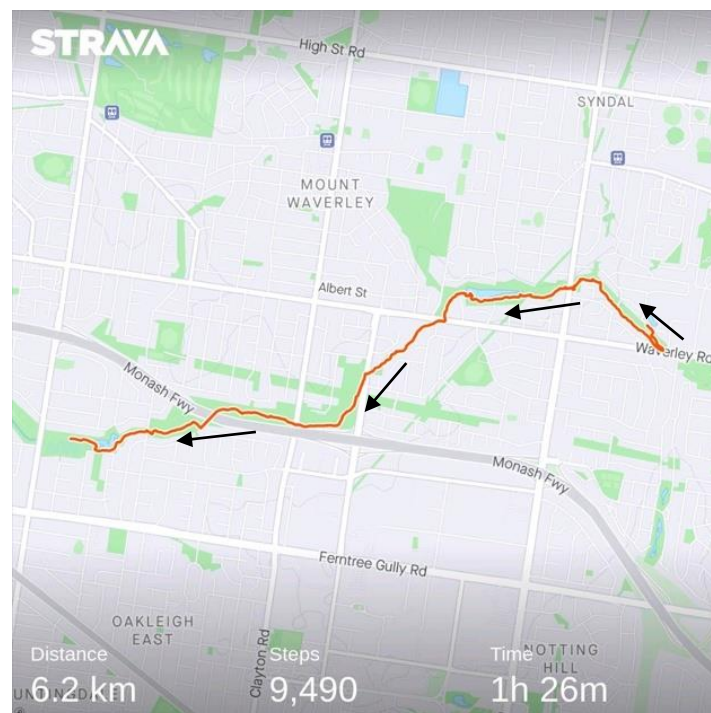 STRAVA
High St Rd
SYNDAL
MOUNT
WAVERLEY
Albert St
Waverley Rd
Monash Fwy
Monash Fwy
Ferntree Gully Rd
OAKLEIGH
EAST
Clayton Rd
NOTTING
HILL
Distance
Steps
Time
6.2 km
9,490
1h 26m